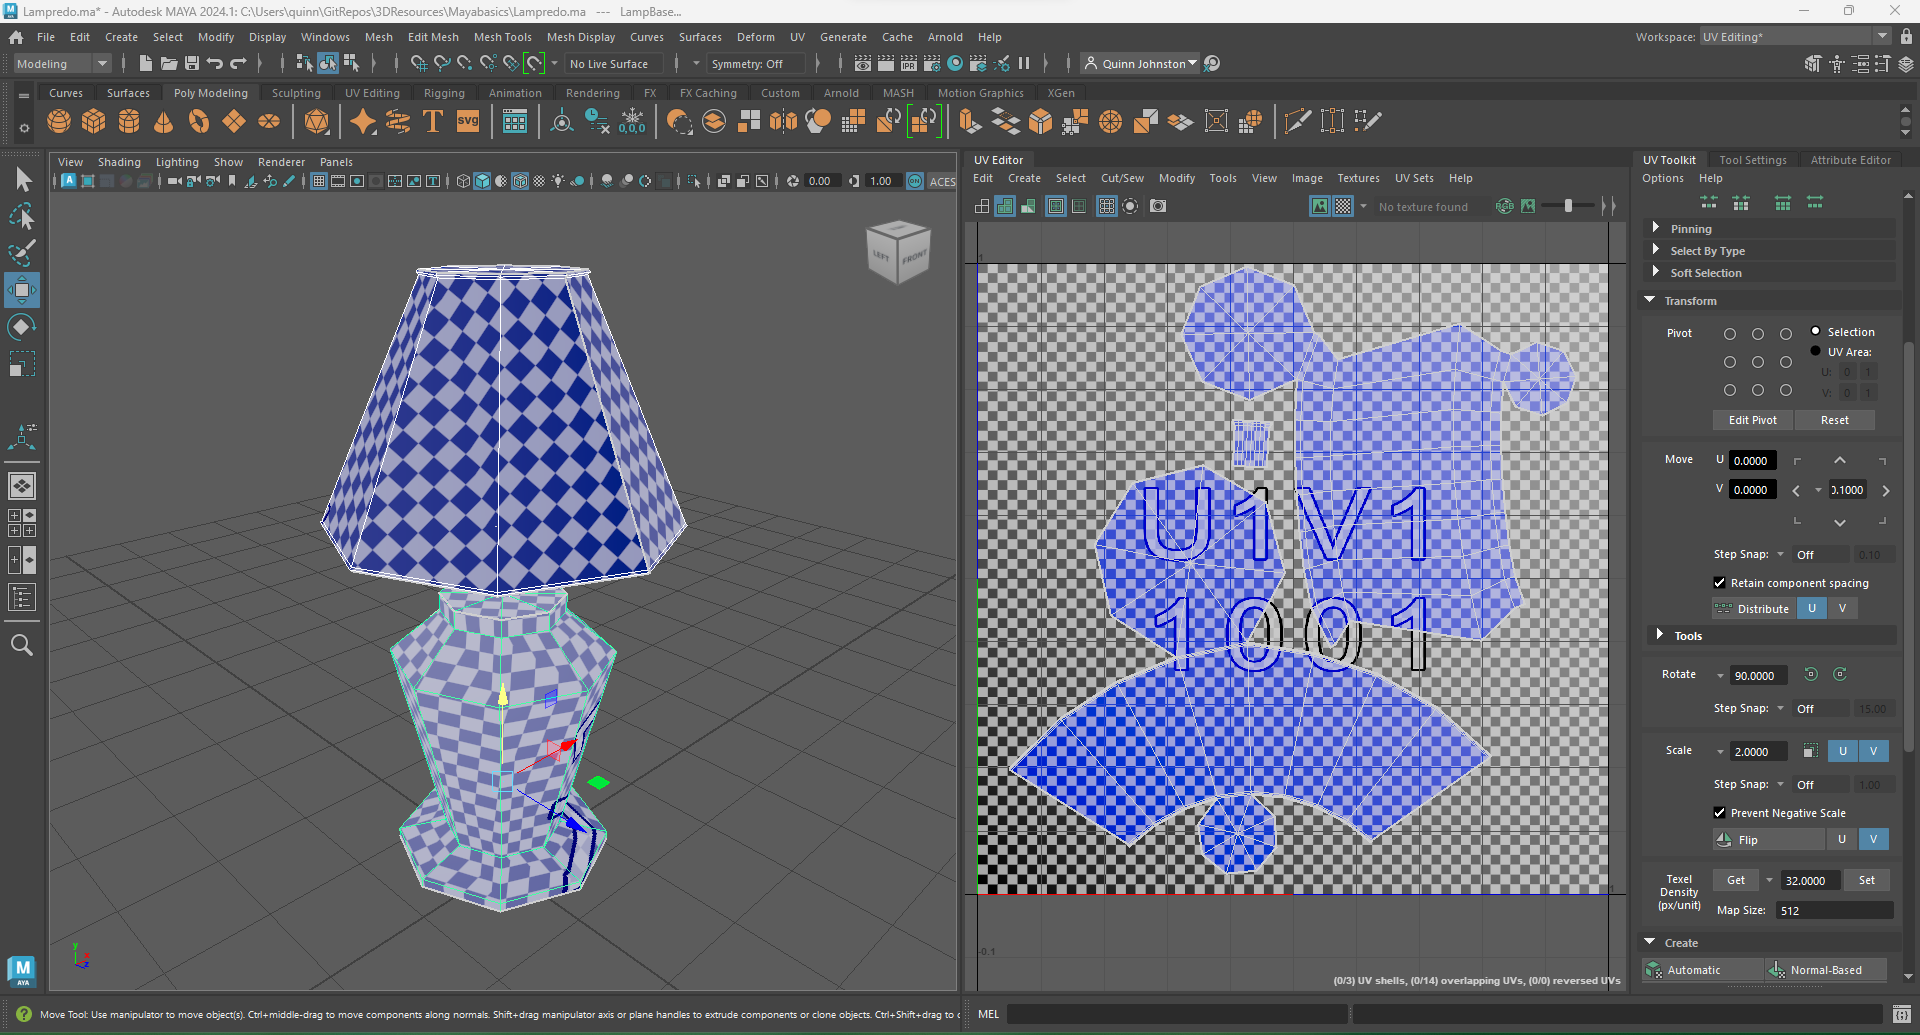 Lampredo.ma* - Autodesk MAYA 2024.1: C:\Users\quinn\GitRepos\3DResources\Mayabasics\Lampredo.ma --- LampBase...
File Edit Create Select Modify Display Windows Mesh Edit Mesh Mesh Tools Mesh Display Curves Surfaces Deform UV Generate Cache Arnold Help
Workspace: UV Editing*
Modeling
No Live Surface
Symmetry: Off
IPR
Quinn Johnston
Curves Surfaces Poly Modeling Sculpting UV Editing Rigging Animation Rendering FX FX Caching Custom Arnold MASH Motion Graphics XGen
T svg 0,0,0
View Shading Lighting Show Renderer Panels
0.00 1.00 ON ACES
LEFT FRONT
y
x
z
UV Editor
Edit Create Select Cut/Sew Modify Tools View Image Textures UV Sets Help
No texture found
RGB
1
U1V1
1001
1
-0.1
(0/3) UV shells, (0/14) overlapping UVs, (0/0) reversed UVs
UV Toolkit Tool Settings Attribute Editor
Options Help
Pinning
Select By Type
Soft Selection
Transform
Pivot
Selection
UV Area:
U: 0 1
V: 0 1
Edit Pivot Reset
Move U 0.0000
V 0.0000
0.1000
Step Snap: Off 0.10
Retain component spacing
Distribute U V
Tools
Rotate 90.0000
Step Snap: Off 15.00
Scale 2.0000 U V
Step Snap: Off 1.00
Prevent Negative Scale
Flip U V
Texel Density (px/unit)
Get 32.0000 Set
Map Size: 512
Create
Automatic Normal-Based
M
AYA
Move Tool: Use manipulator to move object(s). Ctrl+middle-drag to move components along normals. Shift+drag manipulator axis or plane handles to extrude components or clone objects. Ctrl+Shift+drag to c
MEL